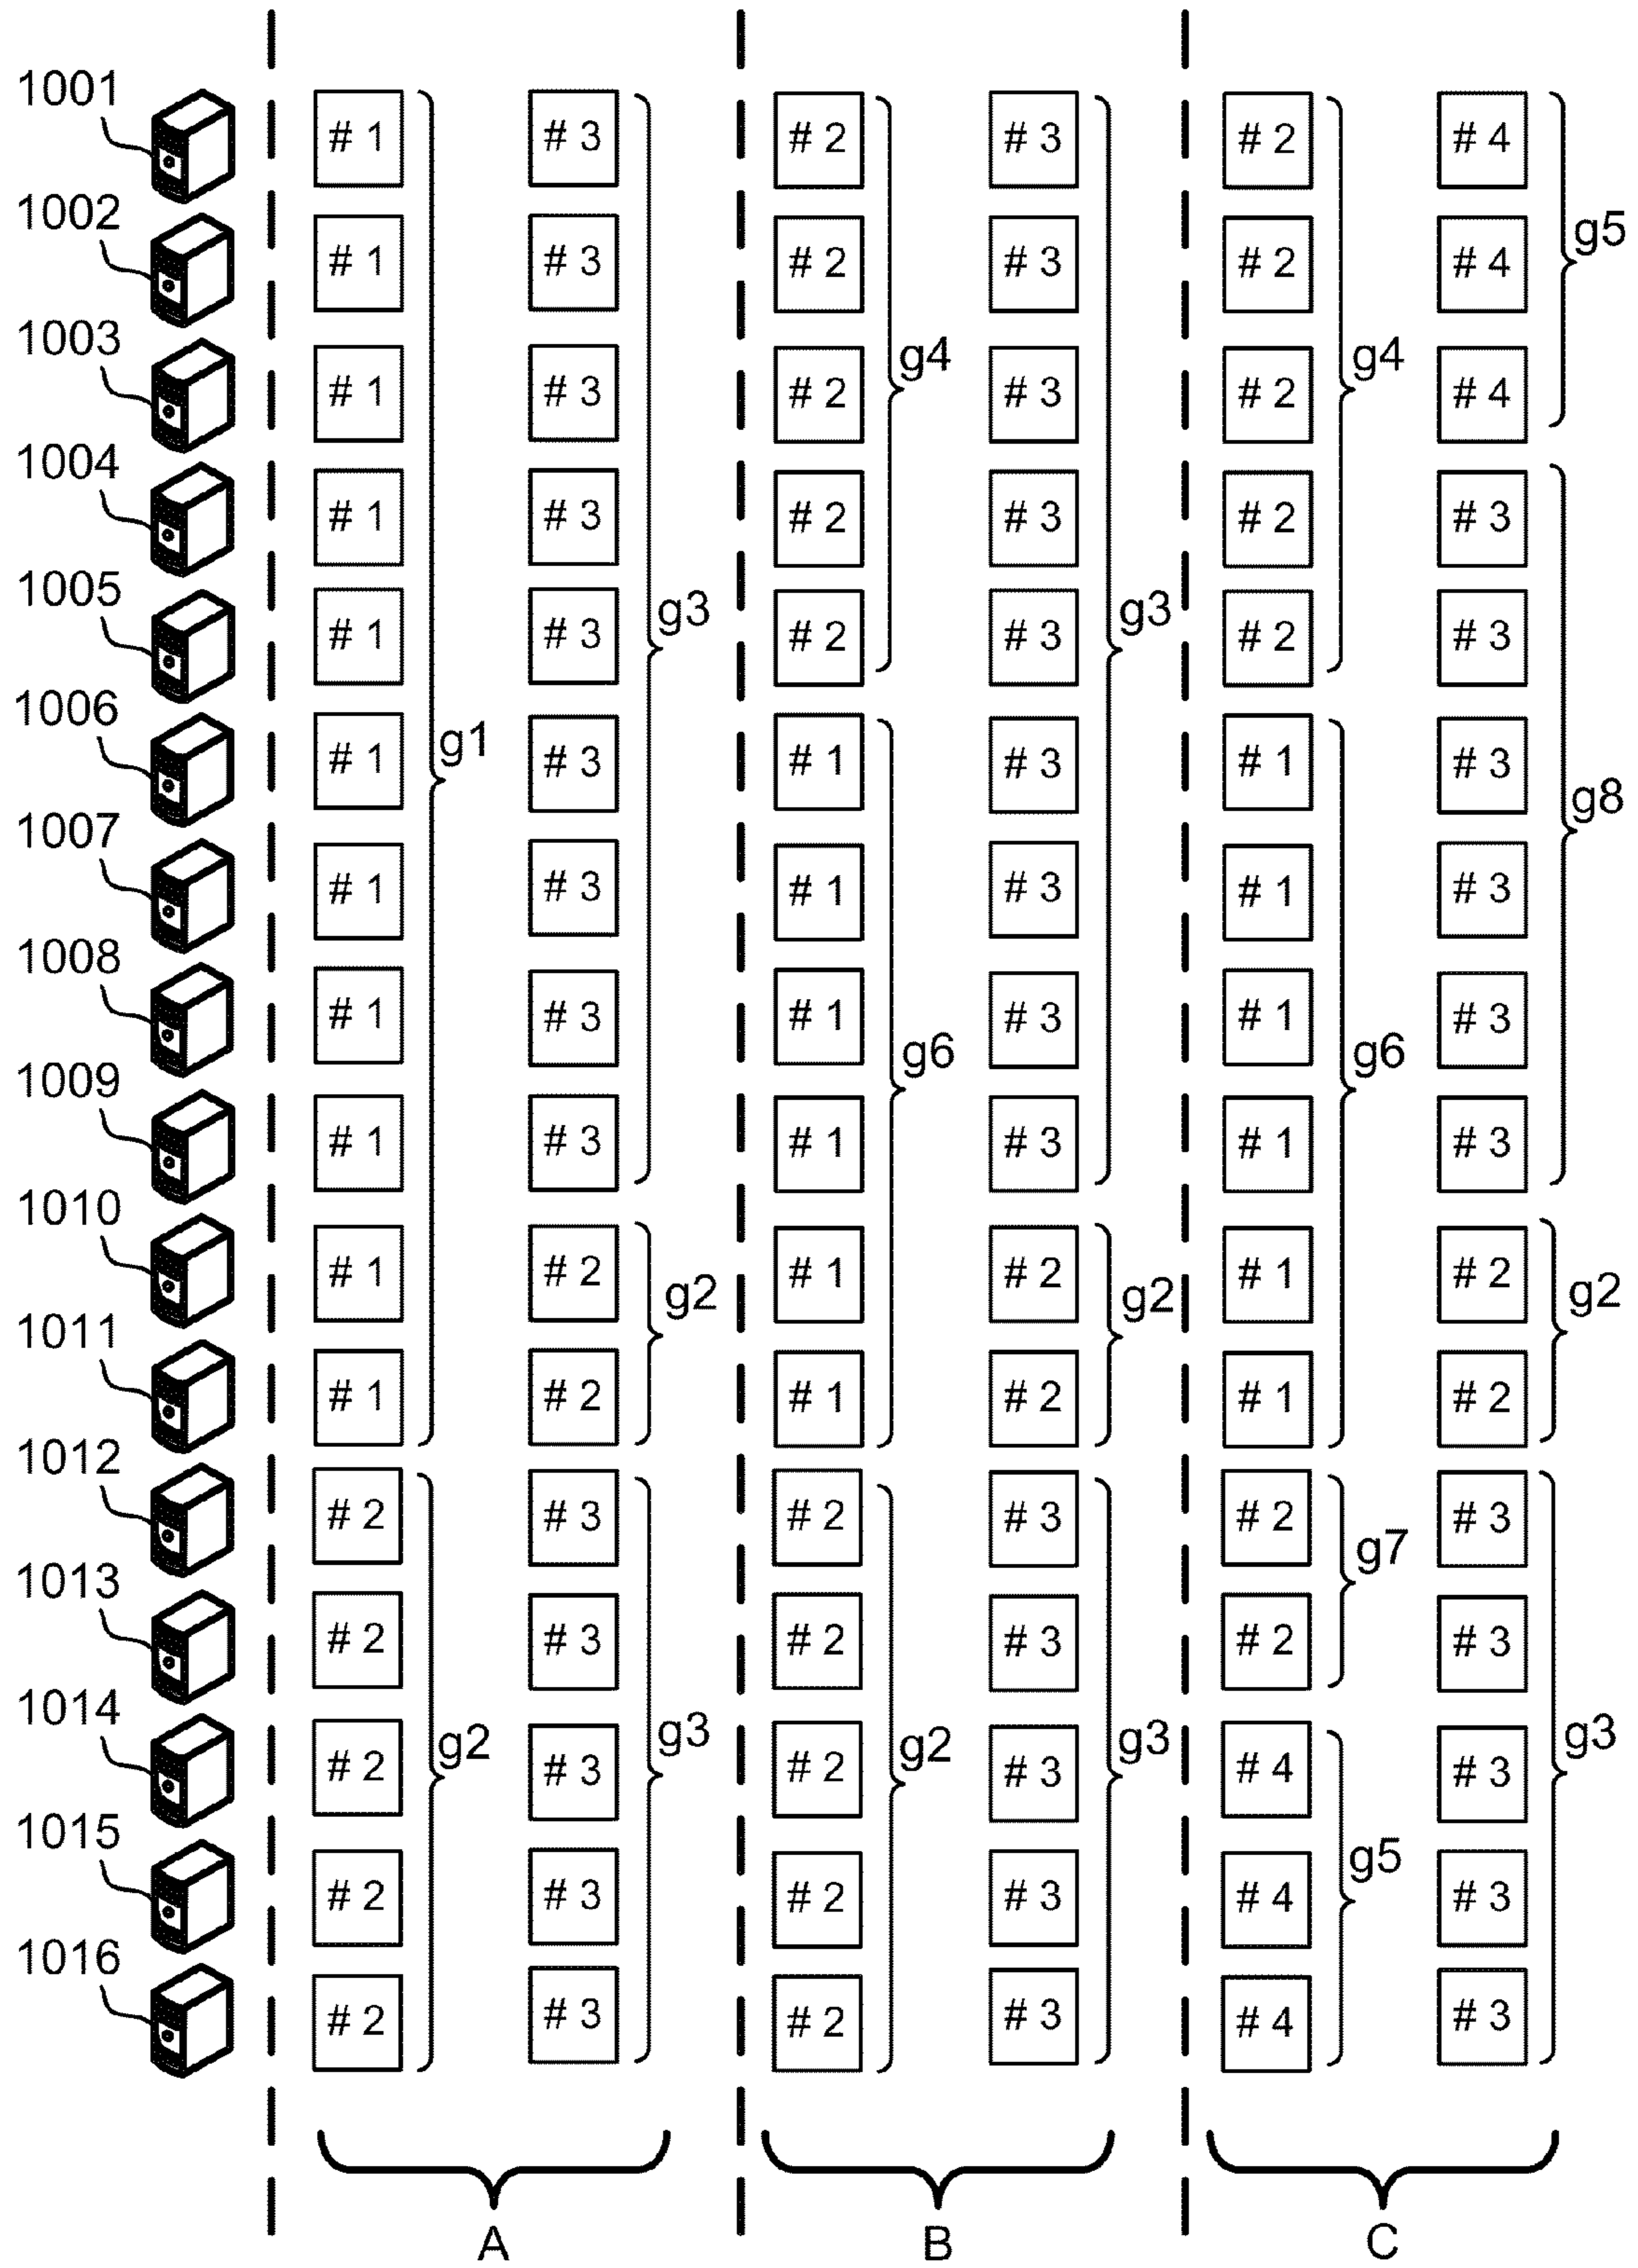 1001 # 1 # 3 # 2 # 3 # 2 # 4
1002 # 1 # 3 # 2 # 3 # 2 # 4 g5
1003 # 1 # 3 # 2 g4 # 3 # 2 g4 # 4
1004 # 1 # 3 # 2 # 3 # 2 # 3
1005 # 1 # 3 g3 # 2 # 3 g3 # 2 # 3
1006 # 1 g1 # 3 # 1 # 3 # 1 # 3 g8
1007 # 1 # 3 # 1 # 3 # 1 # 3
1008 # 1 # 3 # 1 g6 # 3 # 1 g6 # 3
1009 # 1 # 3 # 1 # 3 # 1 # 3
1010 # 1 # 2 g2 # 1 # 2 g2 # 1 # 2 g2
1011 # 1 # 2 # 1 # 2 # 1 # 2
1012 # 2 # 3 # 2 # 3 # 2 g7 # 3
1013 # 2 # 3 # 2 # 3 # 2 # 3
1014 # 2 g2 # 3 g3 # 2 g2 # 3 g3 # 4 # 3 g3
1015 # 2 # 3 # 2 # 3 # 4 g5 # 3
1016 # 2 # 3 # 2 # 3 # 4 # 3
A B C